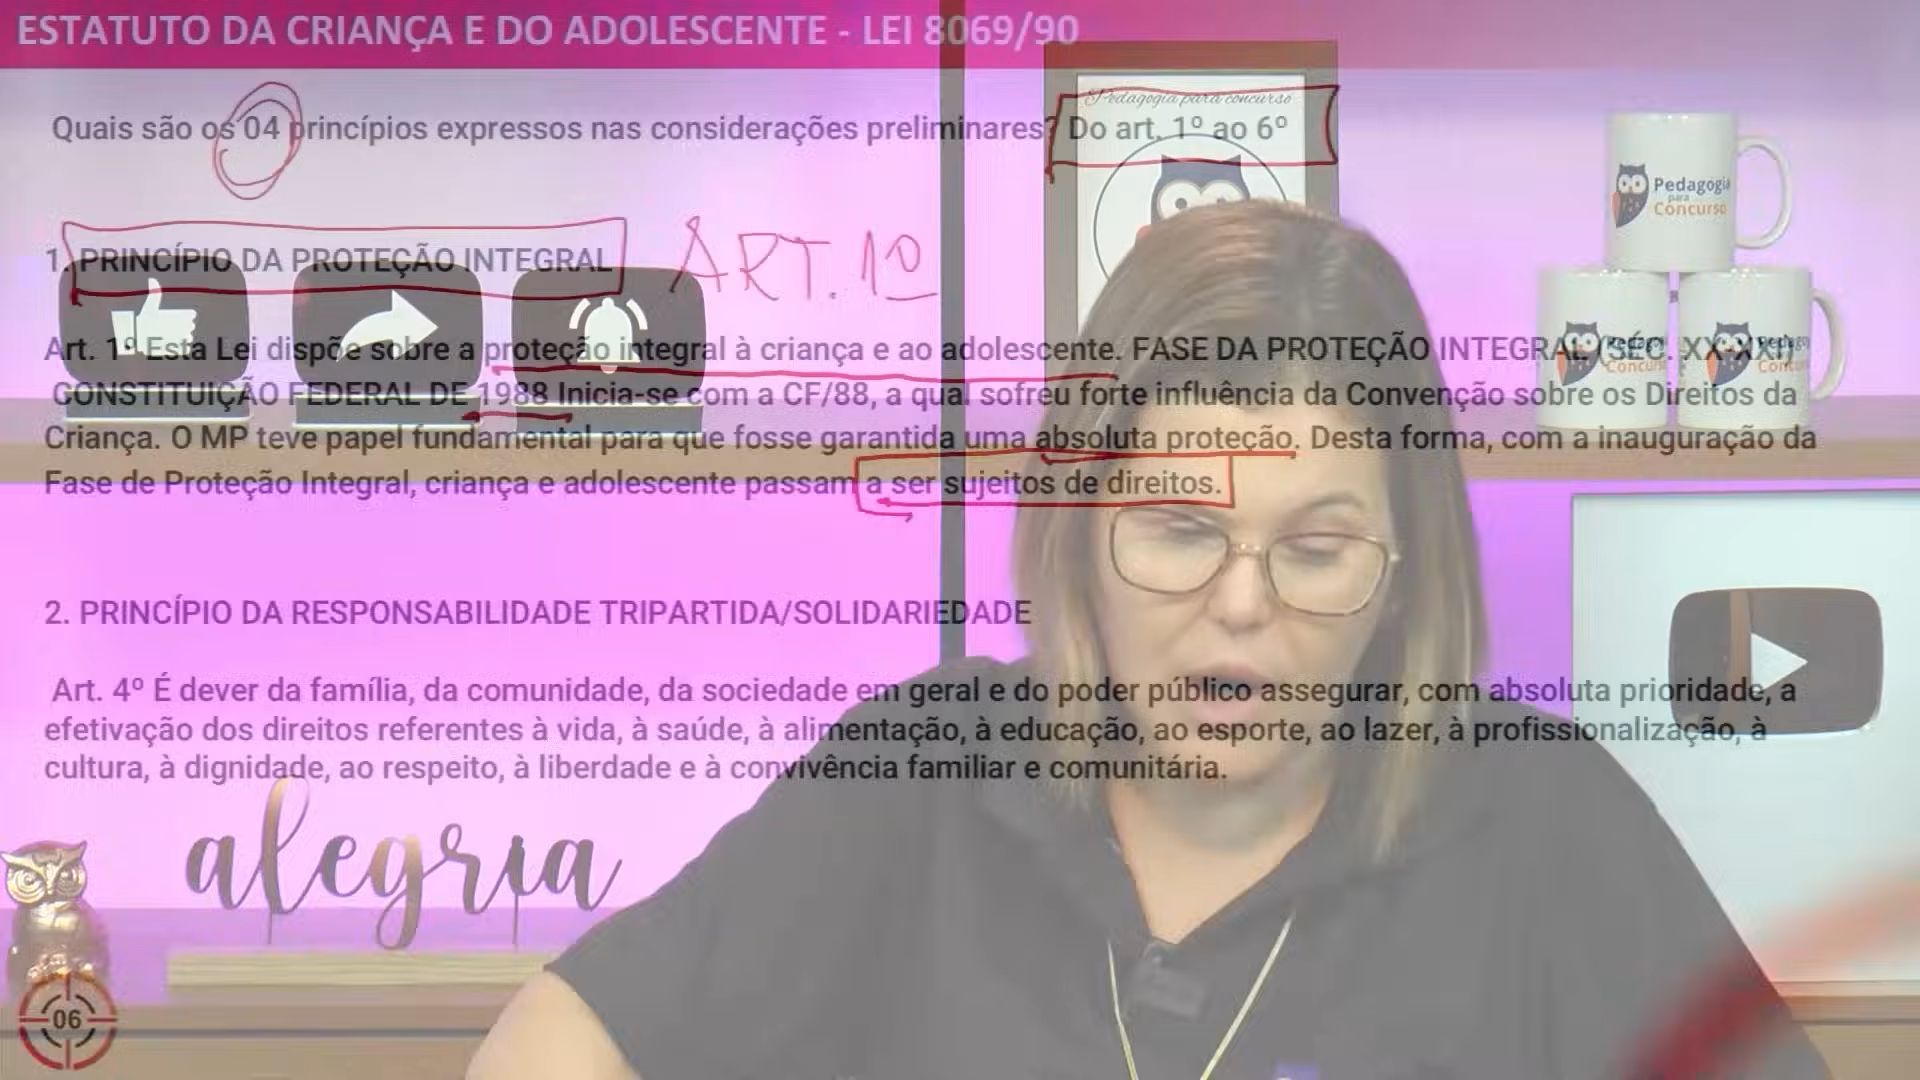 ESTATUTO DA CRIANÇA E DO ADOLESCENTE - LEI 8069/90
Pedagogia para concurso
Quais são os 04 princípios expressos nas considerações preliminares? Do art. 1º ao 6º
Pedagogia
para
Concurso
1. PRINCÍPIO DA PROTEÇÃO INTEGRAL
ART. 1º
Art. 1º Esta Lei dispõe sobre a proteção integral à criança e ao adolescente. FASE DA PROTEÇÃO INTEGRAL (SÉC. XX-XXI)
CONSTITUIÇÃO FEDERAL DE 1988 Inicia-se com a CF/88, a qual sofreu forte influência da Convenção sobre os Direitos da
Criança. O MP teve papel fundamental para que fosse garantida uma absoluta proteção. Desta forma, com a inauguração da
Fase de Proteção Integral, criança e adolescente passam a ser sujeitos de direitos.
2. PRINCÍPIO DA RESPONSABILIDADE TRIPARTIDA/SOLIDARIEDADE
Art. 4º É dever da família, da comunidade, da sociedade em geral e do poder público assegurar, com absoluta prioridade, a
efetivação dos direitos referentes à vida, à saúde, à alimentação, à educação, ao esporte, ao lazer, à profissionalização, à
cultura, à dignidade, ao respeito, à liberdade e à convivência familiar e comunitária.
alegria
06